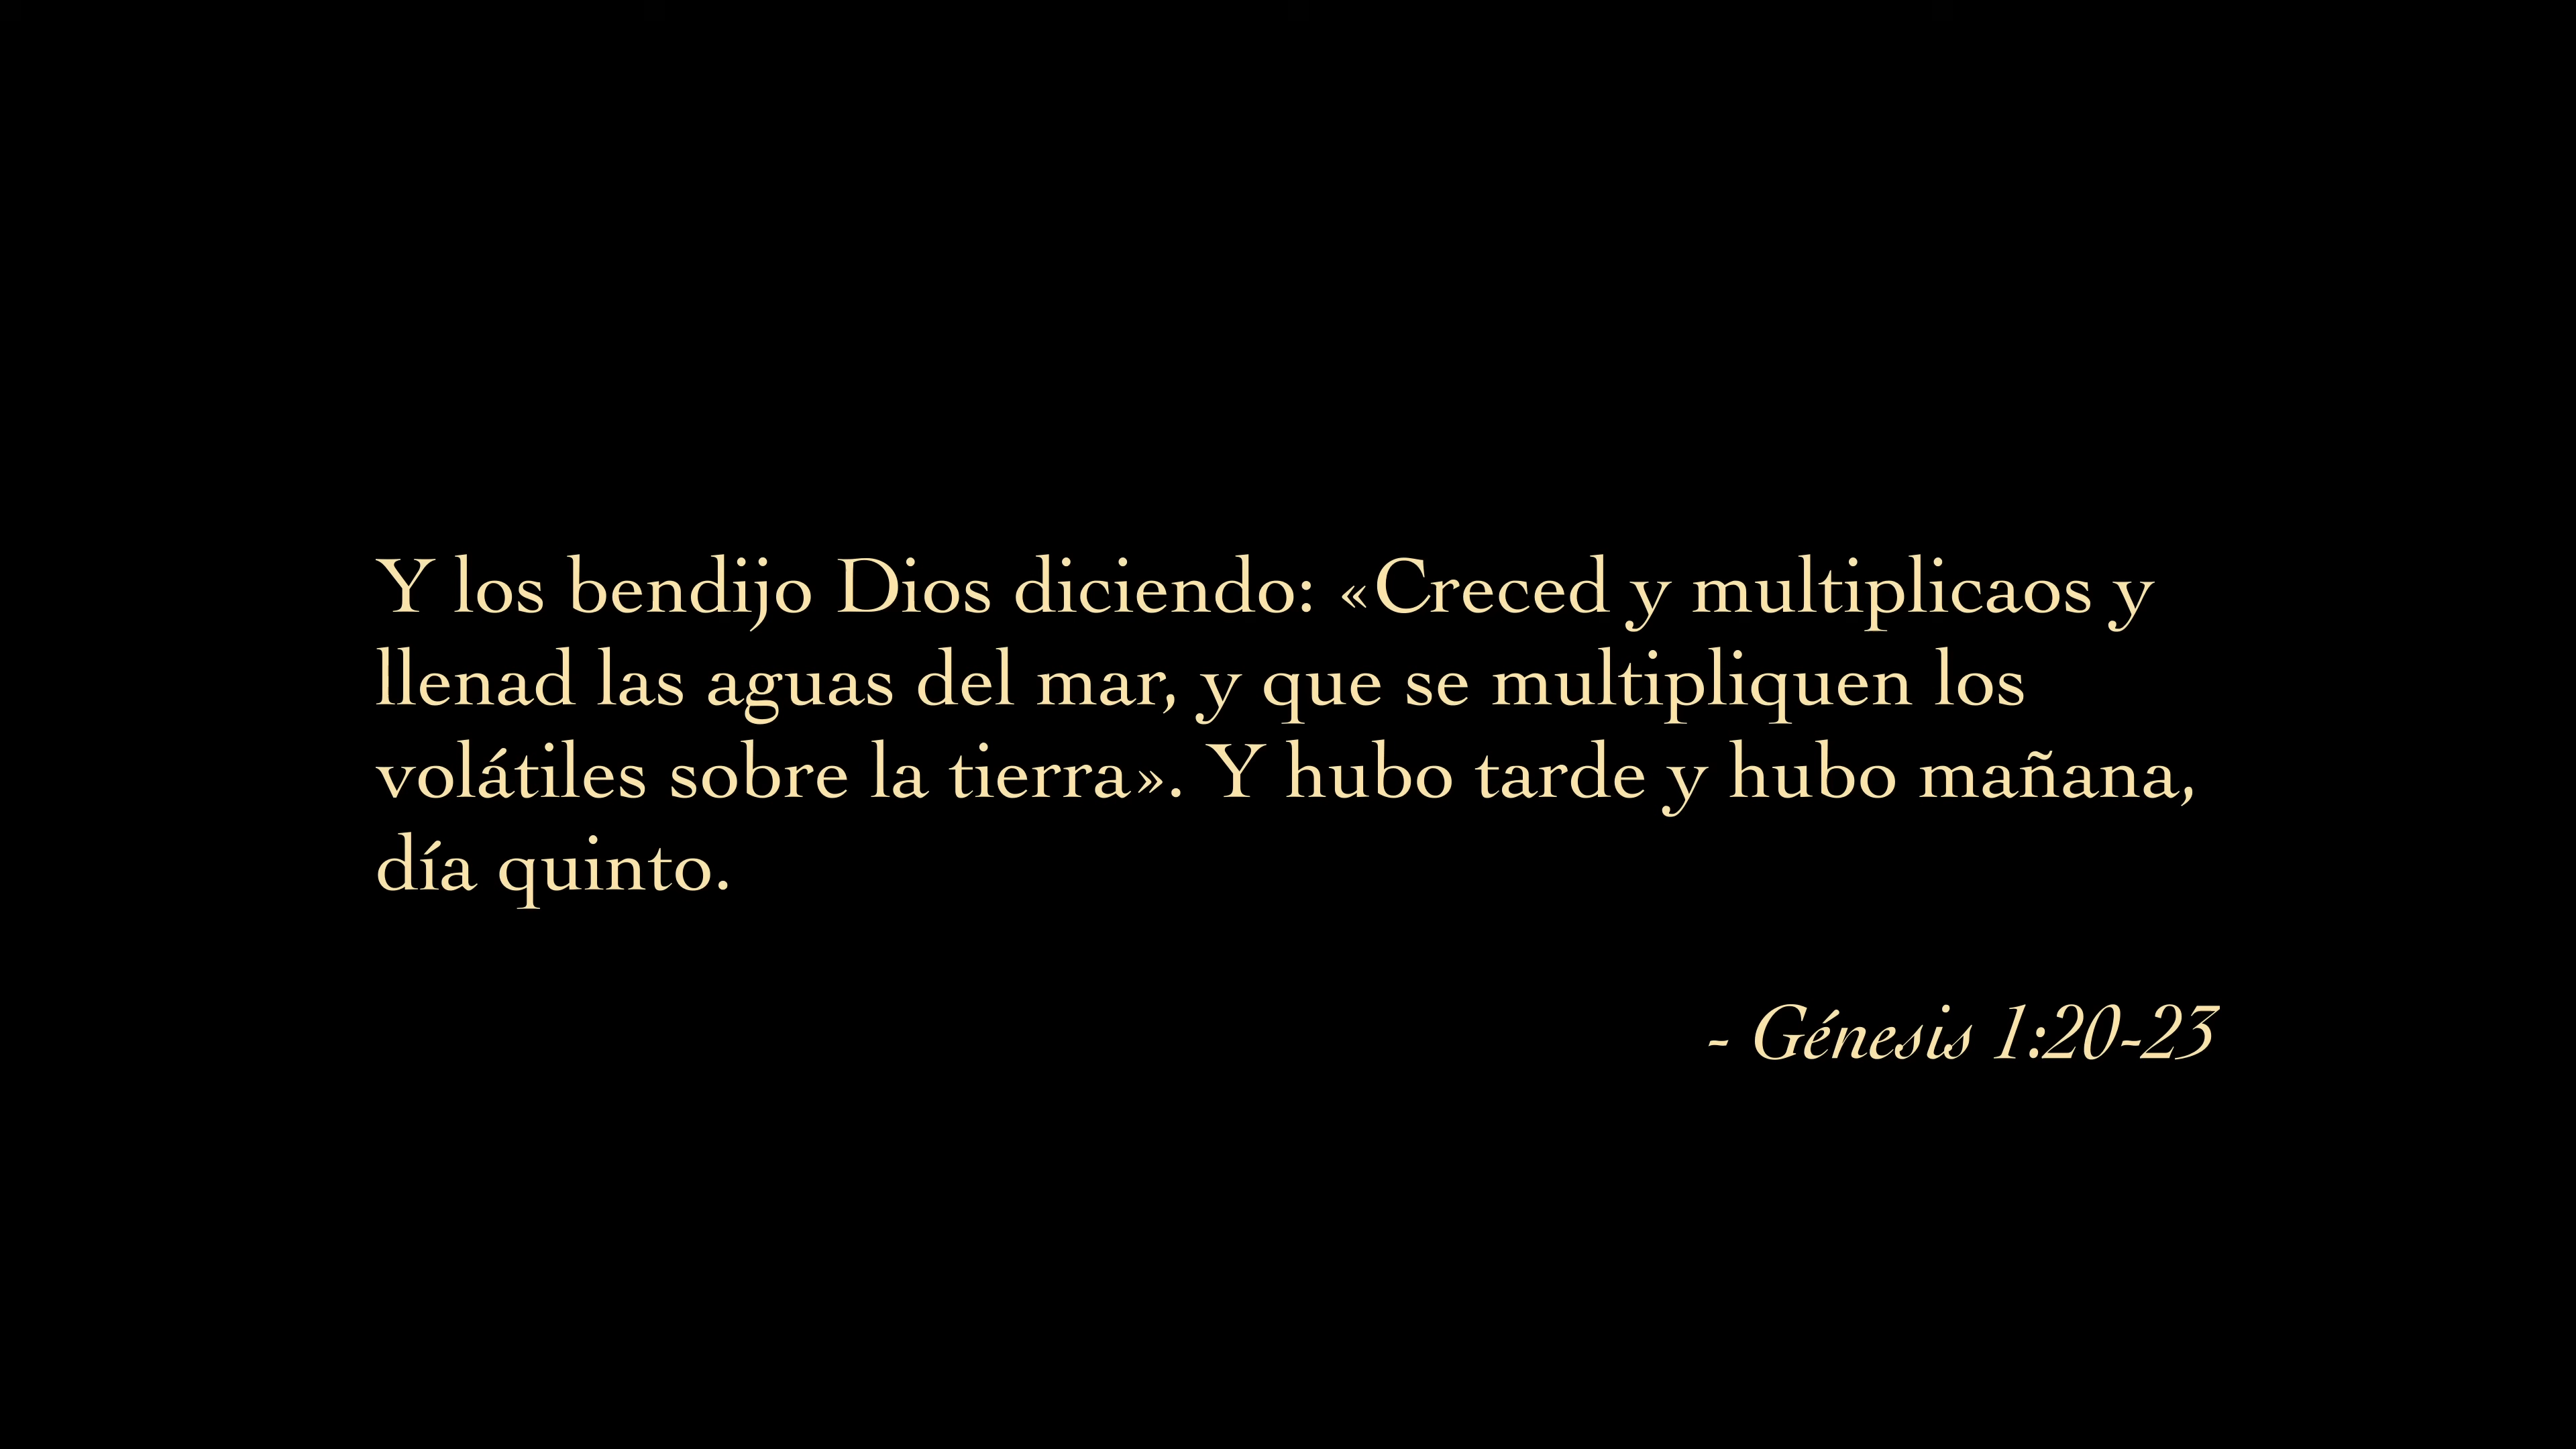 Y los bendijo Dios diciendo: «Creced y multiplicaos y
llenad las aguas del mar, y que se multipliquen los
volátiles sobre la tierra». Y hubo tarde y hubo mañana,
día quinto.
- Génesis 1:20-23